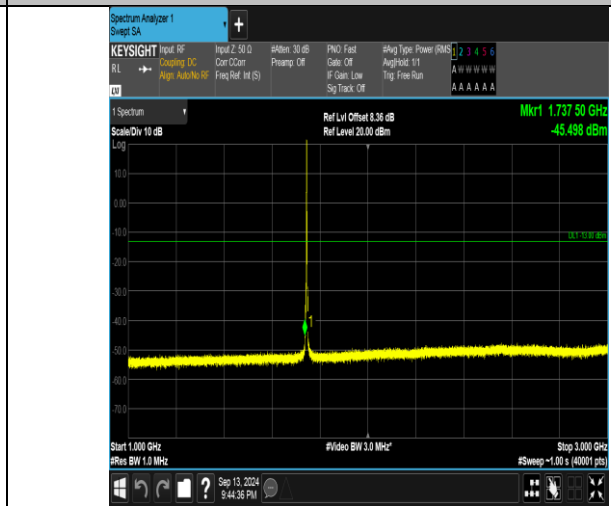 Spectrum Analyzer 1
Swept SA
+
KEYSIGHT Input: RF Input Z: 50 Ω #Atten: 30 dB PNO: Fast #Avg Type: Power (RMS 1 2 3 4 5 6
RL Coupling: DC Corr CCorr Preamp: Off Gate: Off Avg|Hold: 1/1 A W W W W W
Align: Auto/No RF Freq Ref: Int (S) IF Gain: Low Trig: Free Run
LXI Sig Track: Off A A A A A A
1 Spectrum Ref Lvl Offset 8.36 dB Mkr1 1.737 50 GHz
Scale/Div 10 dB Ref Level 20.00 dBm -45.498 dBm
Log
10.0
0.00
-10.0
DL1 -13.00 dBm
-20.0
-30.0
-40.0
1
-50.0
-60.0
-70.0
Start 1.000 GHz #Video BW 3.0 MHz* Stop 3.000 GHz
#Res BW 1.0 MHz #Sweep ~1.00 s (40001 pts)
? Sep 13, 2024
9:44:36 PM